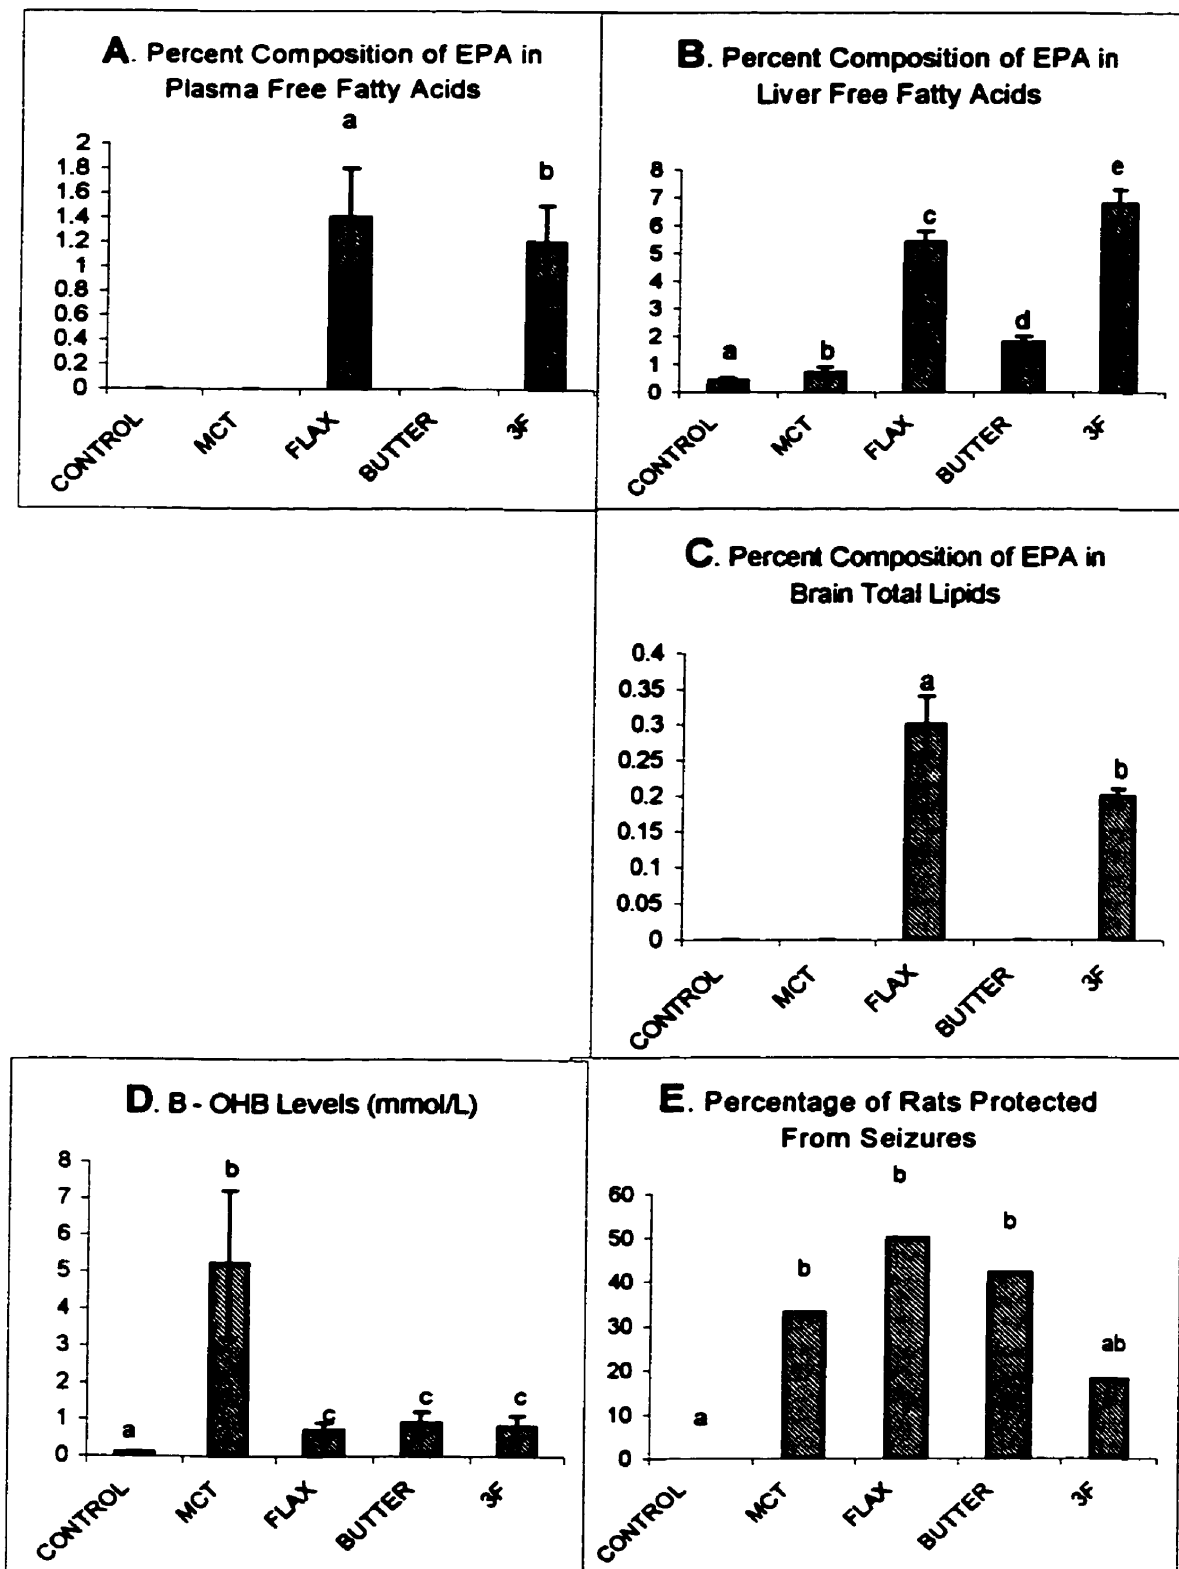 A. Percent Composition of EPA in
Plasma Free Fatty Acids
a
b
2
1.8
1.6
1.4
1.2
1
0.8
0.6
0.4
0.2
0
CONTROL
MCT
FLAX
BUTTER
3F
B. Percent Composition of EPA in
Liver Free Fatty Acids
8
7
6
5
4
3
2
1
0
a
b
c
d
e
CONTROL
MCT
FLAX
BUTTER
3F
C. Percent Composition of EPA in
Brain Total Lipids
0.4
0.35
0.3
0.25
0.2
0.15
0.1
0.05
0
a
b
CONTROL
MCT
FLAX
BUTTER
3F
D. B - OHB Levels (mmol/L)
8
7
6
5
4
3
2
1
0
a
b
c
c
c
CONTROL
MCT
FLAX
BUTTER
3F
E. Percentage of Rats Protected
From Seizures
60
50
40
30
20
10
0
a
b
b
b
ab
CONTROL
MCT
FLAX
BUTTER
3F